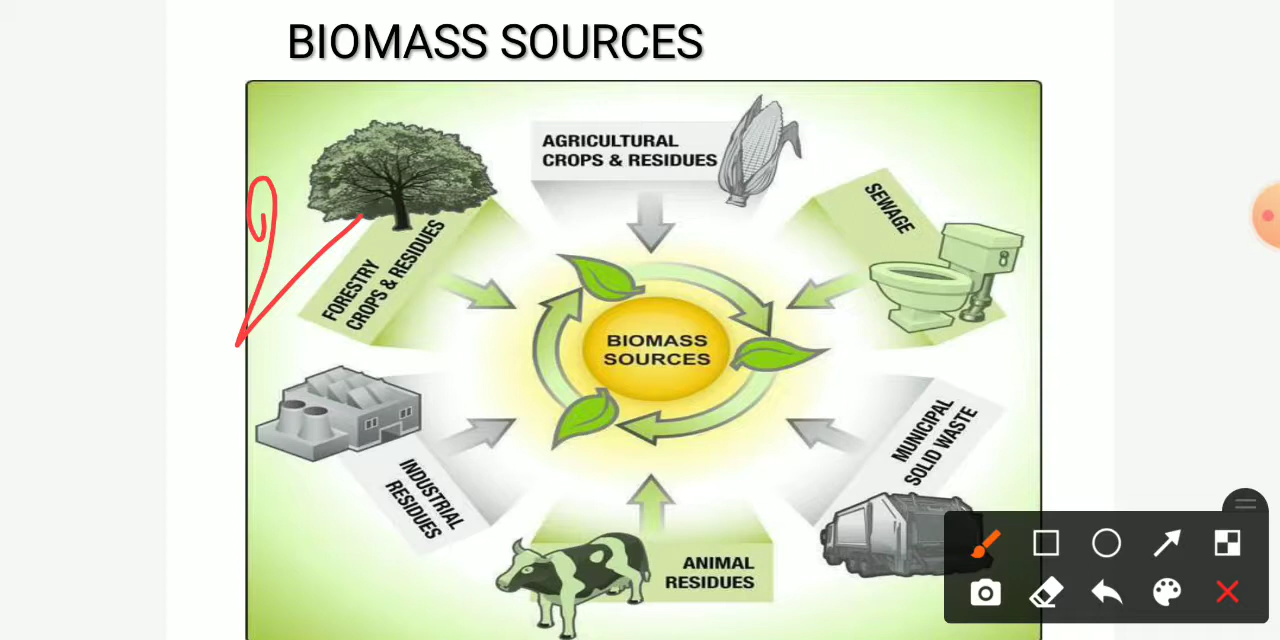 BIOMASS SOURCES
AGRICULTURAL
CROPS & RESIDUES
SEWAGE
FORESTRY
CROPS & RESIDUES
BIOMASS
SOURCES
MUNICIPAL
SOLID WASTE
INDUSTRIAL
RESIDUES
ANIMAL
RESIDUES